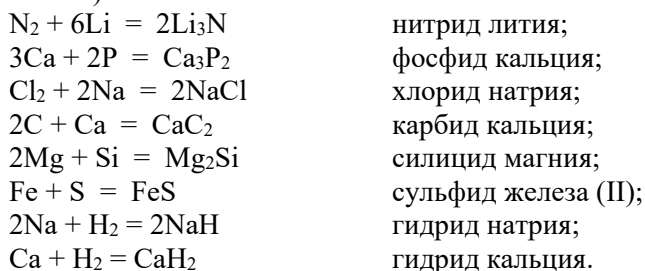 N₂ + 6Li = 2Li₃N нитрид лития;
3Ca + 2P = Ca₃P₂ фосфид кальция;
Cl₂ + 2Na = 2NaCl хлорид натрия;
2C + Ca = CaC₂ карбид кальция;
2Mg + Si = Mg₂Si силицид магния;
Fe + S = FeS сульфид железа (II);
2Na + H₂ = 2NaH гидрид натрия;
Ca + H₂ = CaH₂ гидрид кальция.